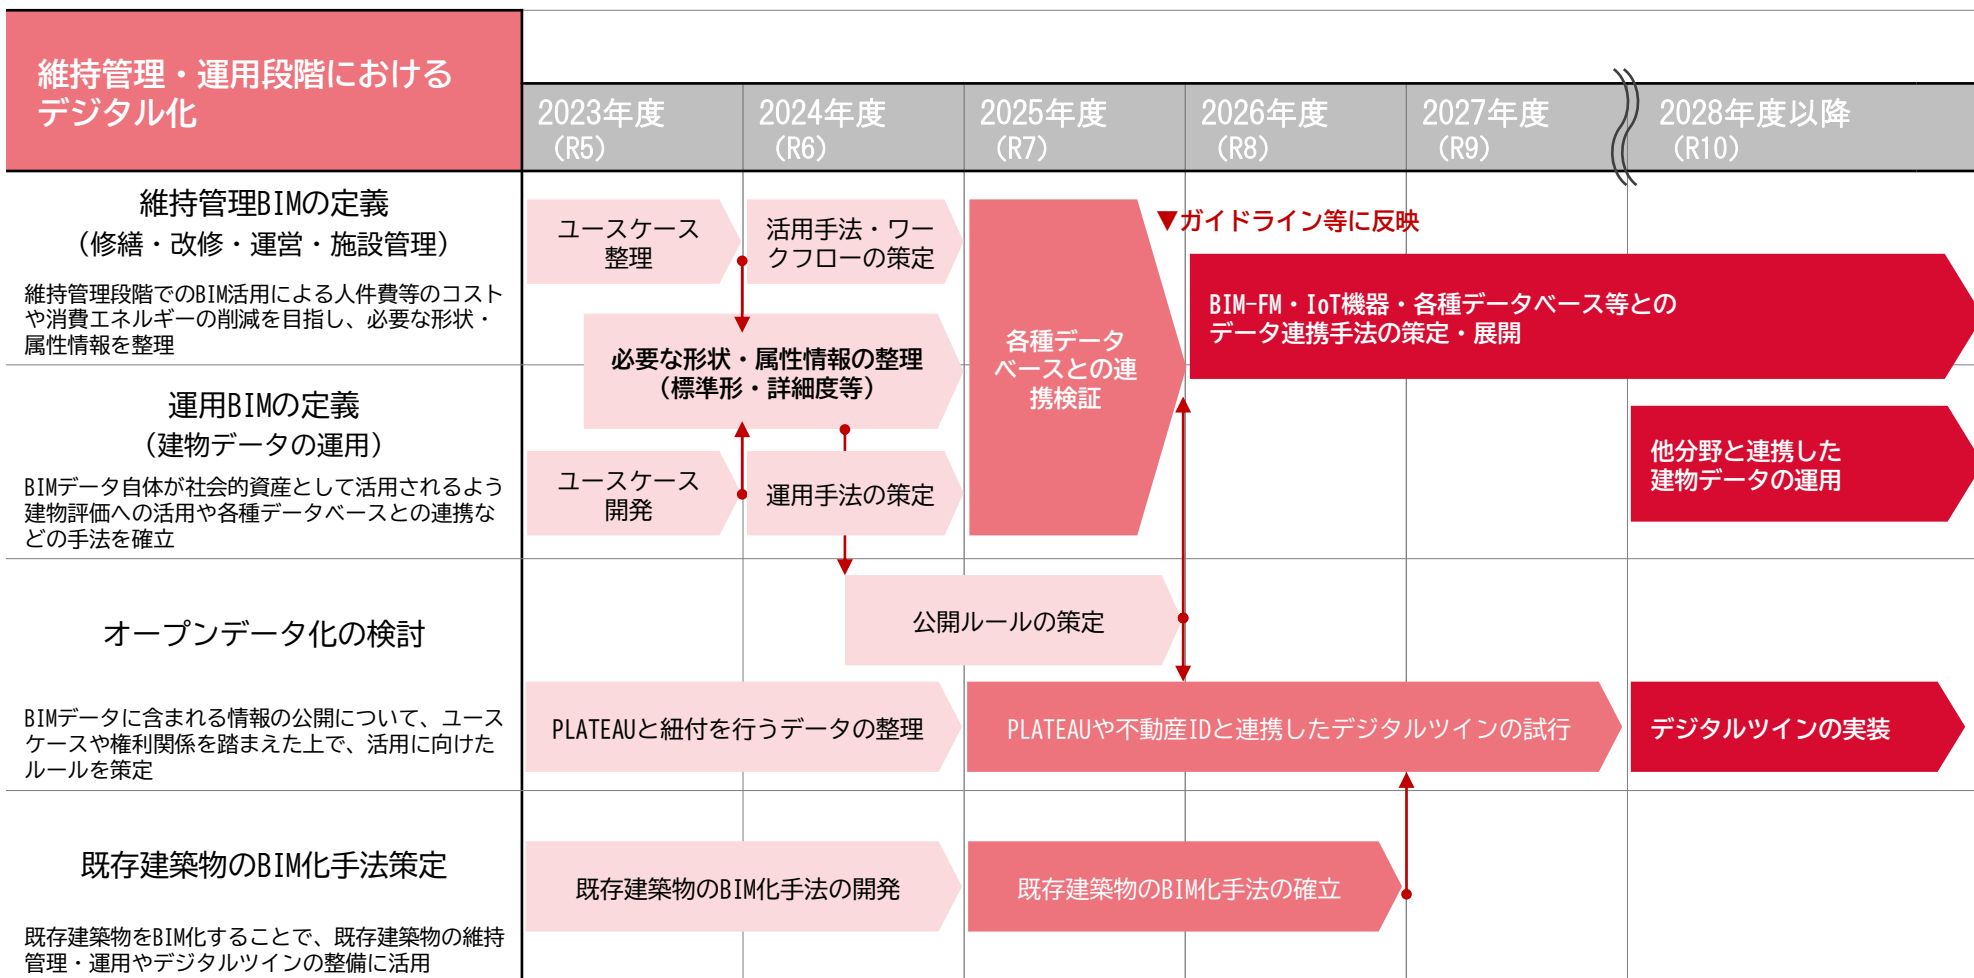 維持管理・運用段階における
デジタル化
2023年度
(R5)
2024年度
(R6)
2025年度
(R7)
2026年度
(R8)
2027年度
(R9)
2028年度以降
(R10)
維持管理BIMの定義
（修繕・改修・運営・施設管理）
維持管理段階でのBIM活用による人件費等のコスト
や消費エネルギーの削減を目指し、必要な形状・
属性情報を整理
ユースケース
整理
活用手法・ワー
クフローの策定
▼ガイドライン等に反映
必要な形状・属性情報の整理
（標準形・詳細度等）
各種データ
ベースとの連
携検証
BIM-FM・IoT機器・各種データベース等との
データ連携手法の策定・展開
運用BIMの定義
（建物データの運用）
BIMデータ自体が社会的資産として活用されるよう
建物評価への活用や各種データベースとの連携な
どの手法を確立
ユースケース
開発
運用手法の策定
他分野と連携した
建物データの運用
オープンデータ化の検討
BIMデータに含まれる情報の公開について、ユース
ケースや権利関係を踏まえた上で、活用に向けた
ルールを策定
公開ルールの策定
PLATEAUと紐付を行うデータの整理
PLATEAUや不動産IDと連携したデジタルツインの試行
デジタルツインの実装
既存建築物のBIM化手法策定
既存建築物をBIM化することで、既存建築物の維持
管理・運用やデジタルツインの整備に活用
既存建築物のBIM化手法の開発
既存建築物のBIM化手法の確立